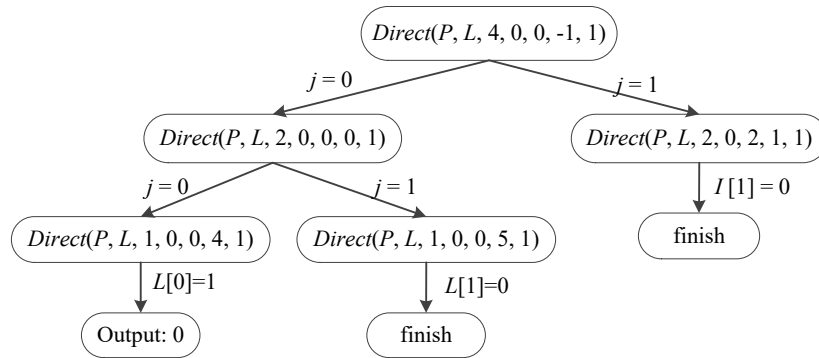 Direct(P, L, 4, 0, 0, -1, 1)
j = 0
j = 1
Direct(P, L, 2, 0, 0, 0, 1)
Direct(P, L, 2, 0, 2, 1, 1)
j = 0
j = 1
I [1] = 0
Direct(P, L, 1, 0, 0, 4, 1)
Direct(P, L, 1, 0, 0, 5, 1)
finish
L[0]=1
L[1]=0
Output: 0
finish